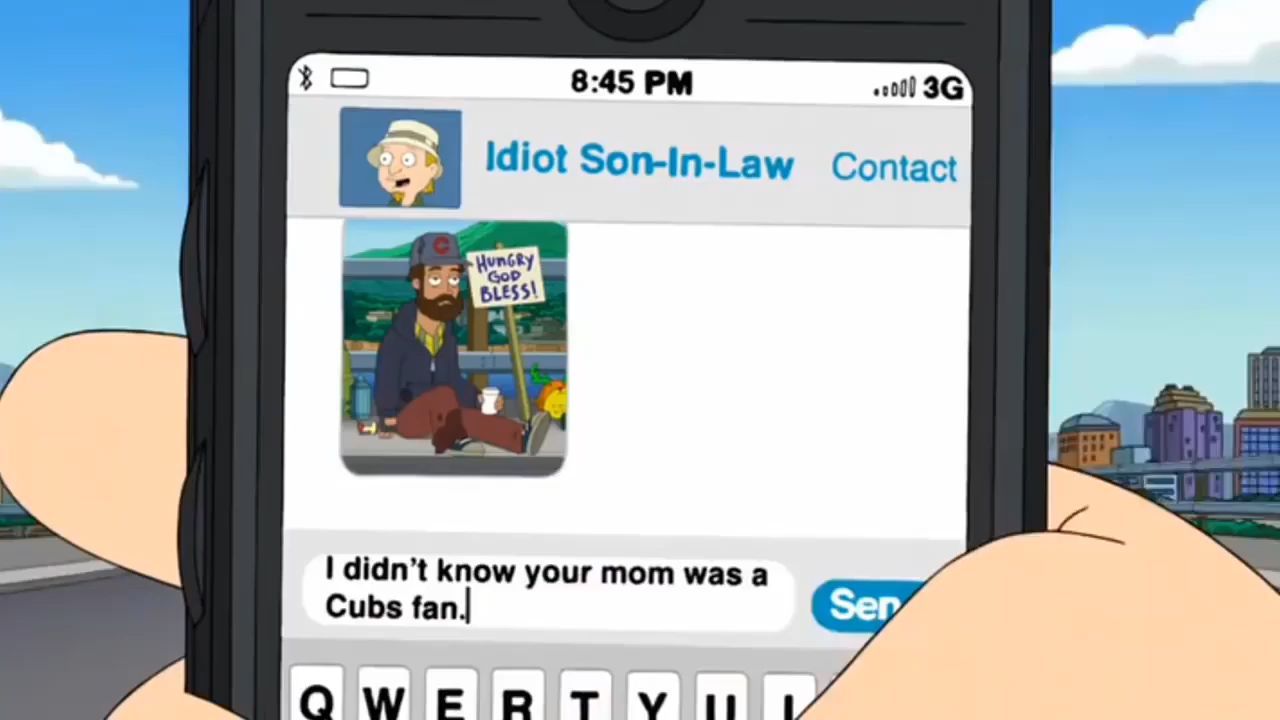 8:45 PM
3G
Idiot Son-In-Law
Contact
C
HUNGRY
GOD
BLESS!
I didn't know your mom was a
Cubs fan.
Sen
Q W E R T Y U I